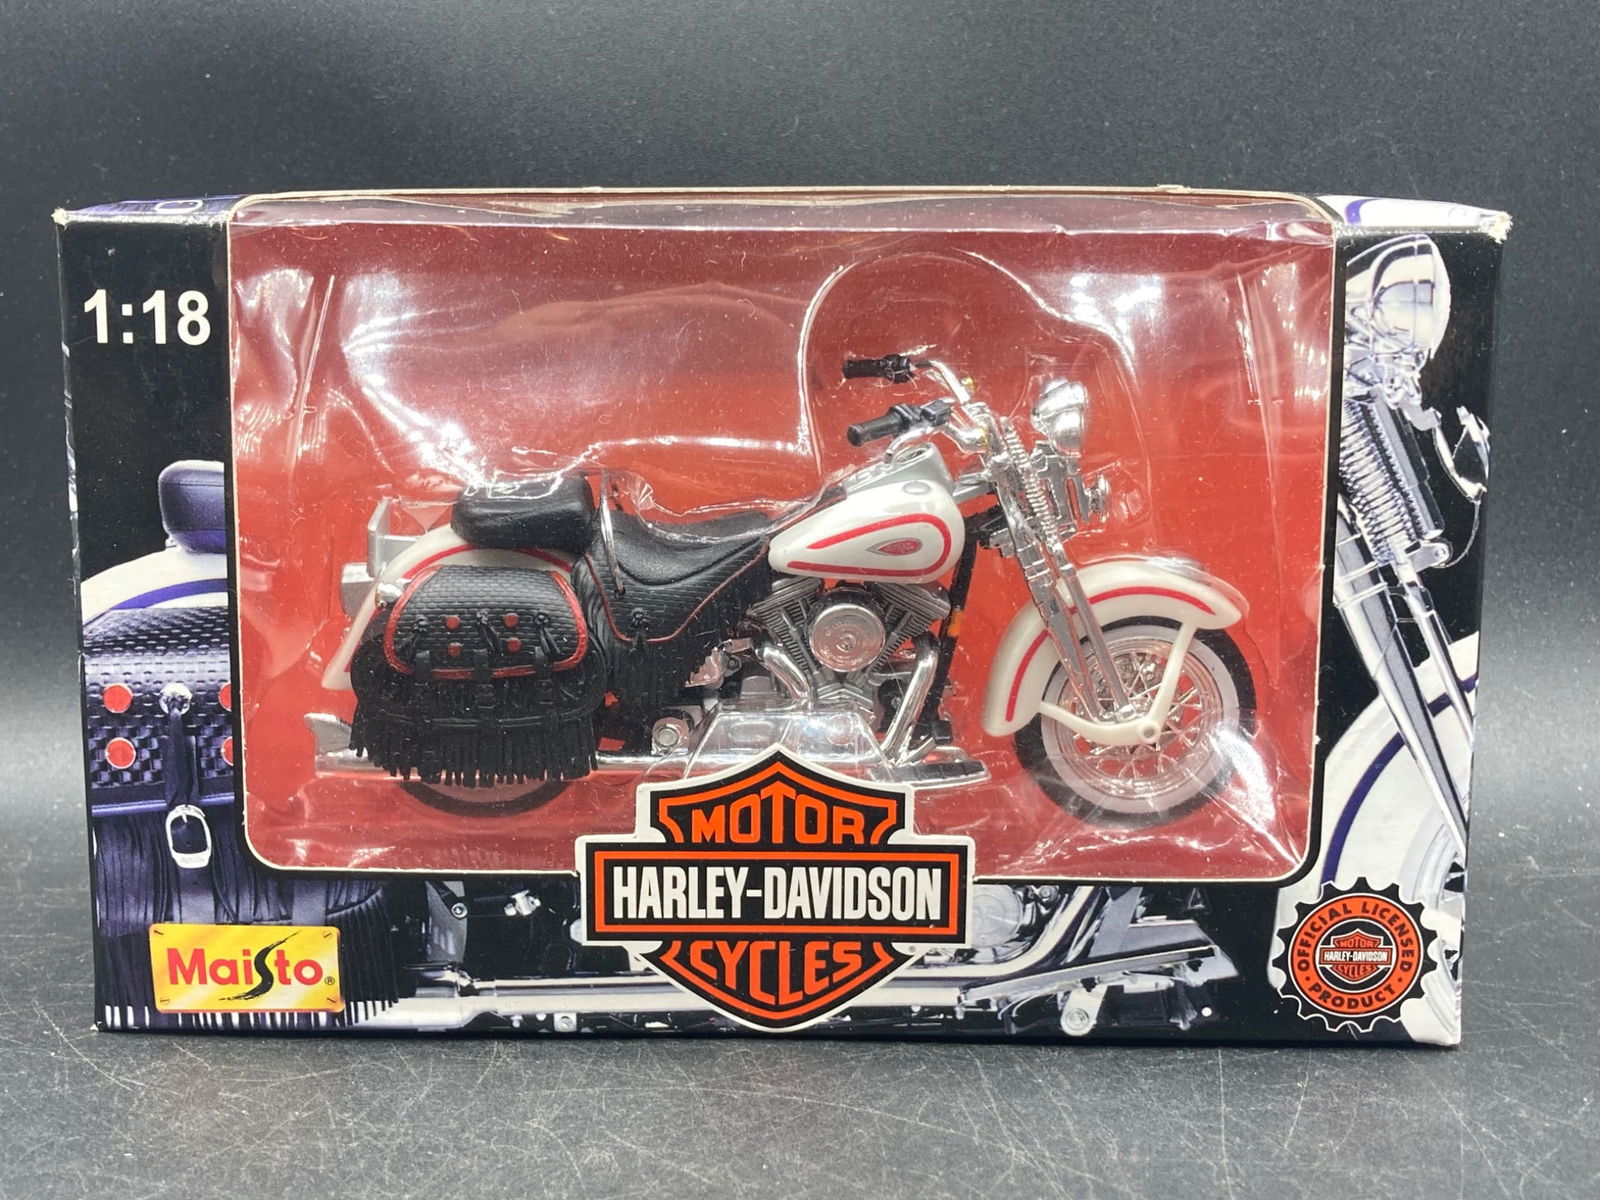 1:18
MOTOR
HARLEY-DAVIDSON
CYCLES
®
Maisto®
OFFICIAL LICENSED
MOTOR
HARLEY-DAVIDSON
CYCLES
PRODUCT